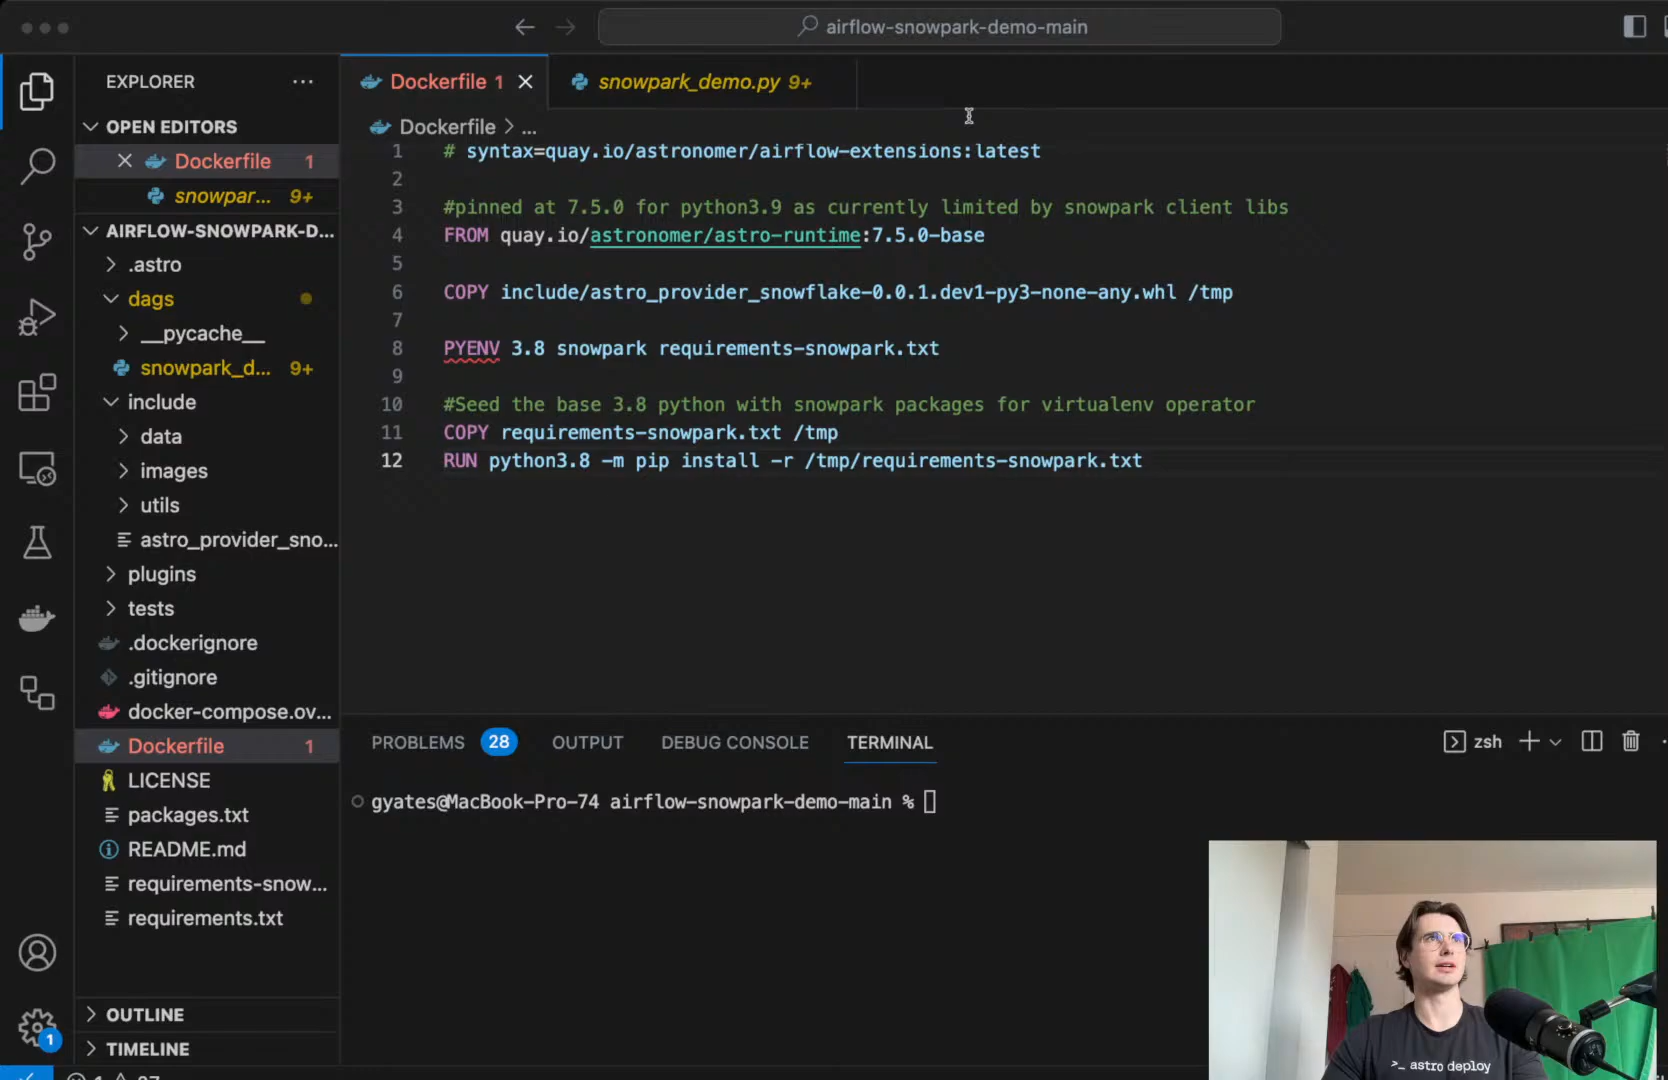 airflow-snowpark-demo-main
EXPLORER
Dockerfile 1
snowpark_demo.py 9+
OPEN EDITORS
Dockerfile > ...
Dockerfile 1
snowpar... 9+
AIRFLOW-SNOWPARK-D...
.astro
dags
__pycache__
snowpark_d... 9+
include
data
images
utils
astro_provider_sno...
plugins
tests
.dockerignore
.gitignore
docker-compose.ov...
Dockerfile 1
LICENSE
packages.txt
README.md
requirements-snow...
requirements.txt
OUTLINE
TIMELINE
1
1 # syntax=quay.io/astronomer/airflow-extensions:latest
2
3 #pinned at 7.5.0 for python3.9 as currently limited by snowpark client libs
4 FROM quay.io/astronomer/astro-runtime:7.5.0-base
5
6 COPY include/astro_provider_snowflake-0.0.1.dev1-py3-none-any.whl /tmp
7
8 PYENV 3.8 snowpark requirements-snowpark.txt
9
10 #Seed the base 3.8 python with snowpark packages for virtualenv operator
11 COPY requirements-snowpark.txt /tmp
12 RUN python3.8 -m pip install -r /tmp/requirements-snowpark.txt
PROBLEMS 28 OUTPUT DEBUG CONSOLE TERMINAL
zsh
gyates@MacBook-Pro-74 airflow-snowpark-demo-main %
>_ astro deploy